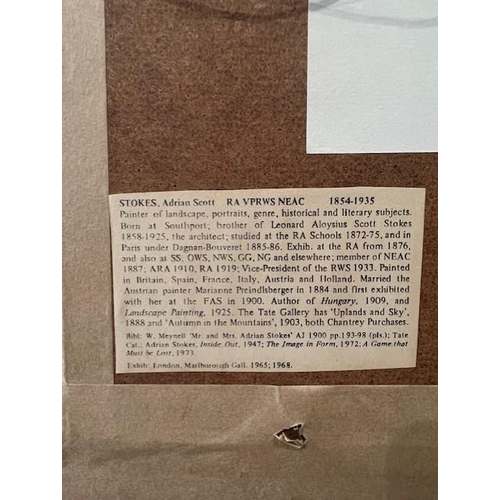 STOKES, Adrian Scott RA VPRWS NEAC 1854-1935
Painter of landscape, portraits, genre, historical and literary subjects.
Born at Southport; brother of Leonard Aloysius Scott Stokes
1858-1925, the architect; studied at the RA Schools 1872-75, and in
Paris under Dagnan-Bouveret 1885-86. Exhib. at the RA from 1876,
and also at SS, OWS, NWS, GG, NG and elsewhere; member of NEAC
1887; ARA 1910, RA 1919; Vice-President of the RWS 1933. Painted
in Britain, Spain, France, Italy, Austria and Holland. Married the
Austrian painter Marianne Preindlsberger in 1884 and first exhibited
with her at the FAS in 1900. Author of Hungary, 1909, and
Landscape Painting, 1925. The Tate Gallery has 'Uplands and Sky',
1888 and 'Autumn in the Mountains', 1903, both Chantrey Purchases.
Bibl: W. Meynell 'Mr. and Mrs. Adrian Stokes' AJ 1900 pp.193-98 (pls.); Tate
Cat.; Adrian Stokes, Inside Out, 1947; The Image in Form, 1972; A Game that
Must be Lost, 1973.
Exhib: London, Marlborough Gall. 1965; 1968.